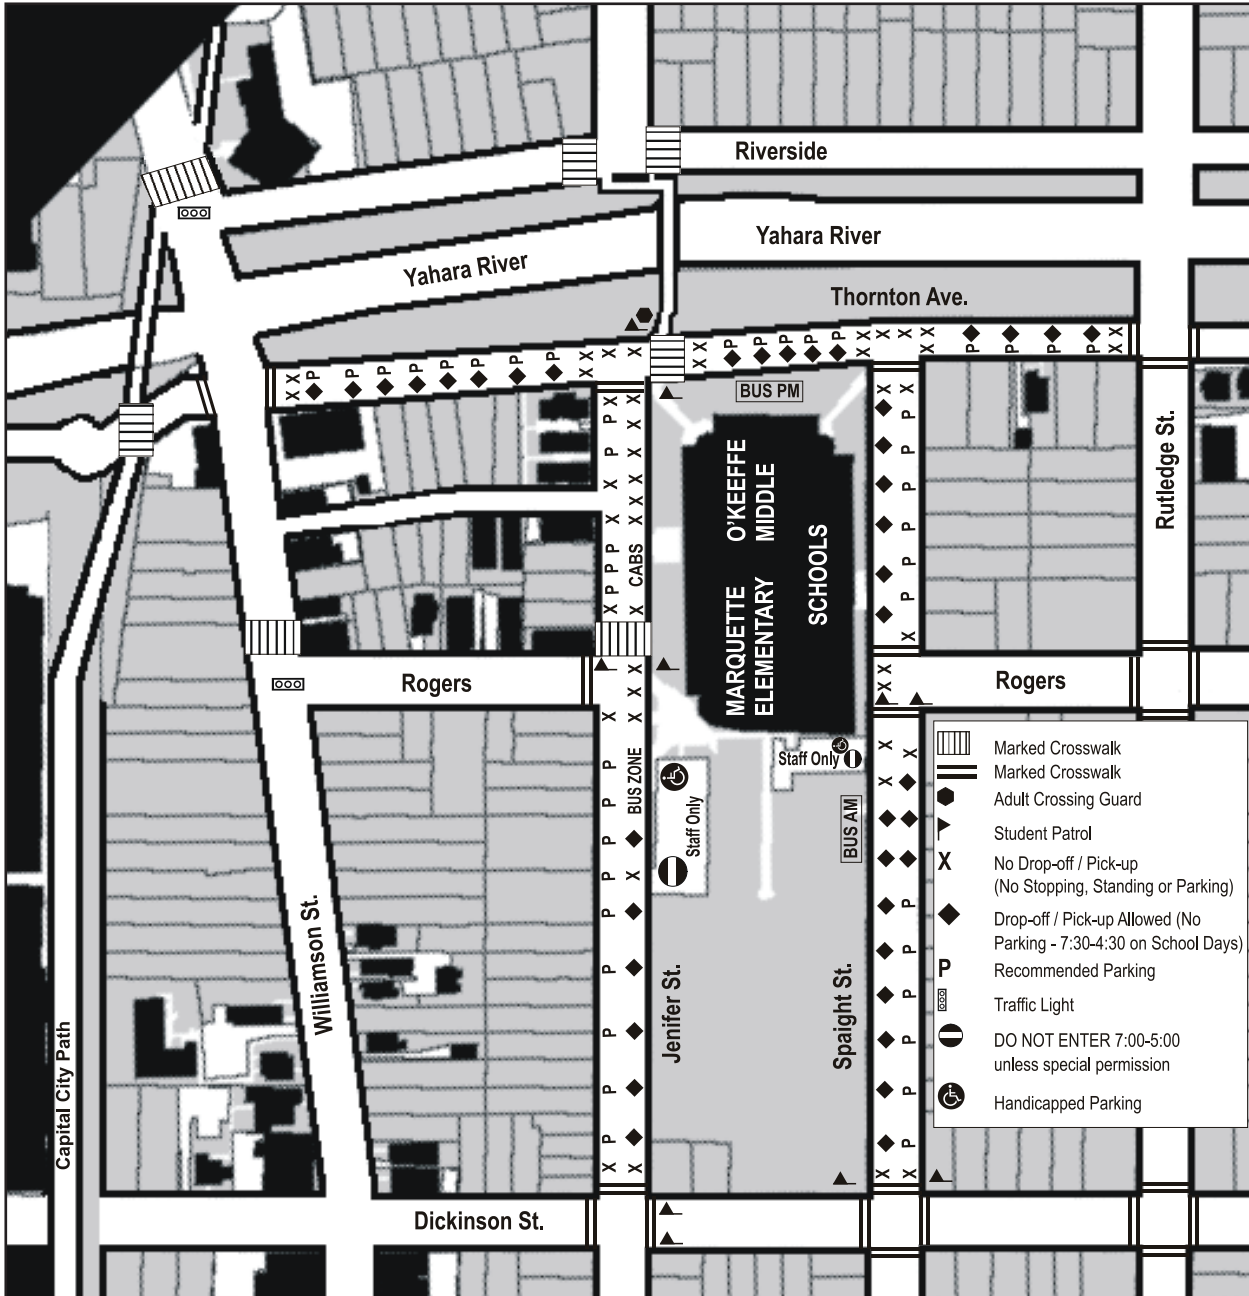 Riverside
Yahara River
Yahara River
Thornton Ave.
BUS PM
Rutledge St.
O'KEEFFE
MIDDLE
MARQUETTE
ELEMENTARY
SCHOOLS
CABS
Rogers
Rogers
BUS ZONE
Staff Only
Staff Only
BUS AM
Williamson St.
Jenifer St.
Spaight St.
Capital City Path
Dickinson St.
Marked Crosswalk
Marked Crosswalk
Adult Crossing Guard
Student Patrol
X No Drop-off / Pick-up
(No Stopping, Standing or Parking)
Drop-off / Pick-up Allowed (No
Parking - 7:30-4:30 on School Days)
P Recommended Parking
Traffic Light
DO NOT ENTER 7:00-5:00
unless special permission
Handicapped Parking